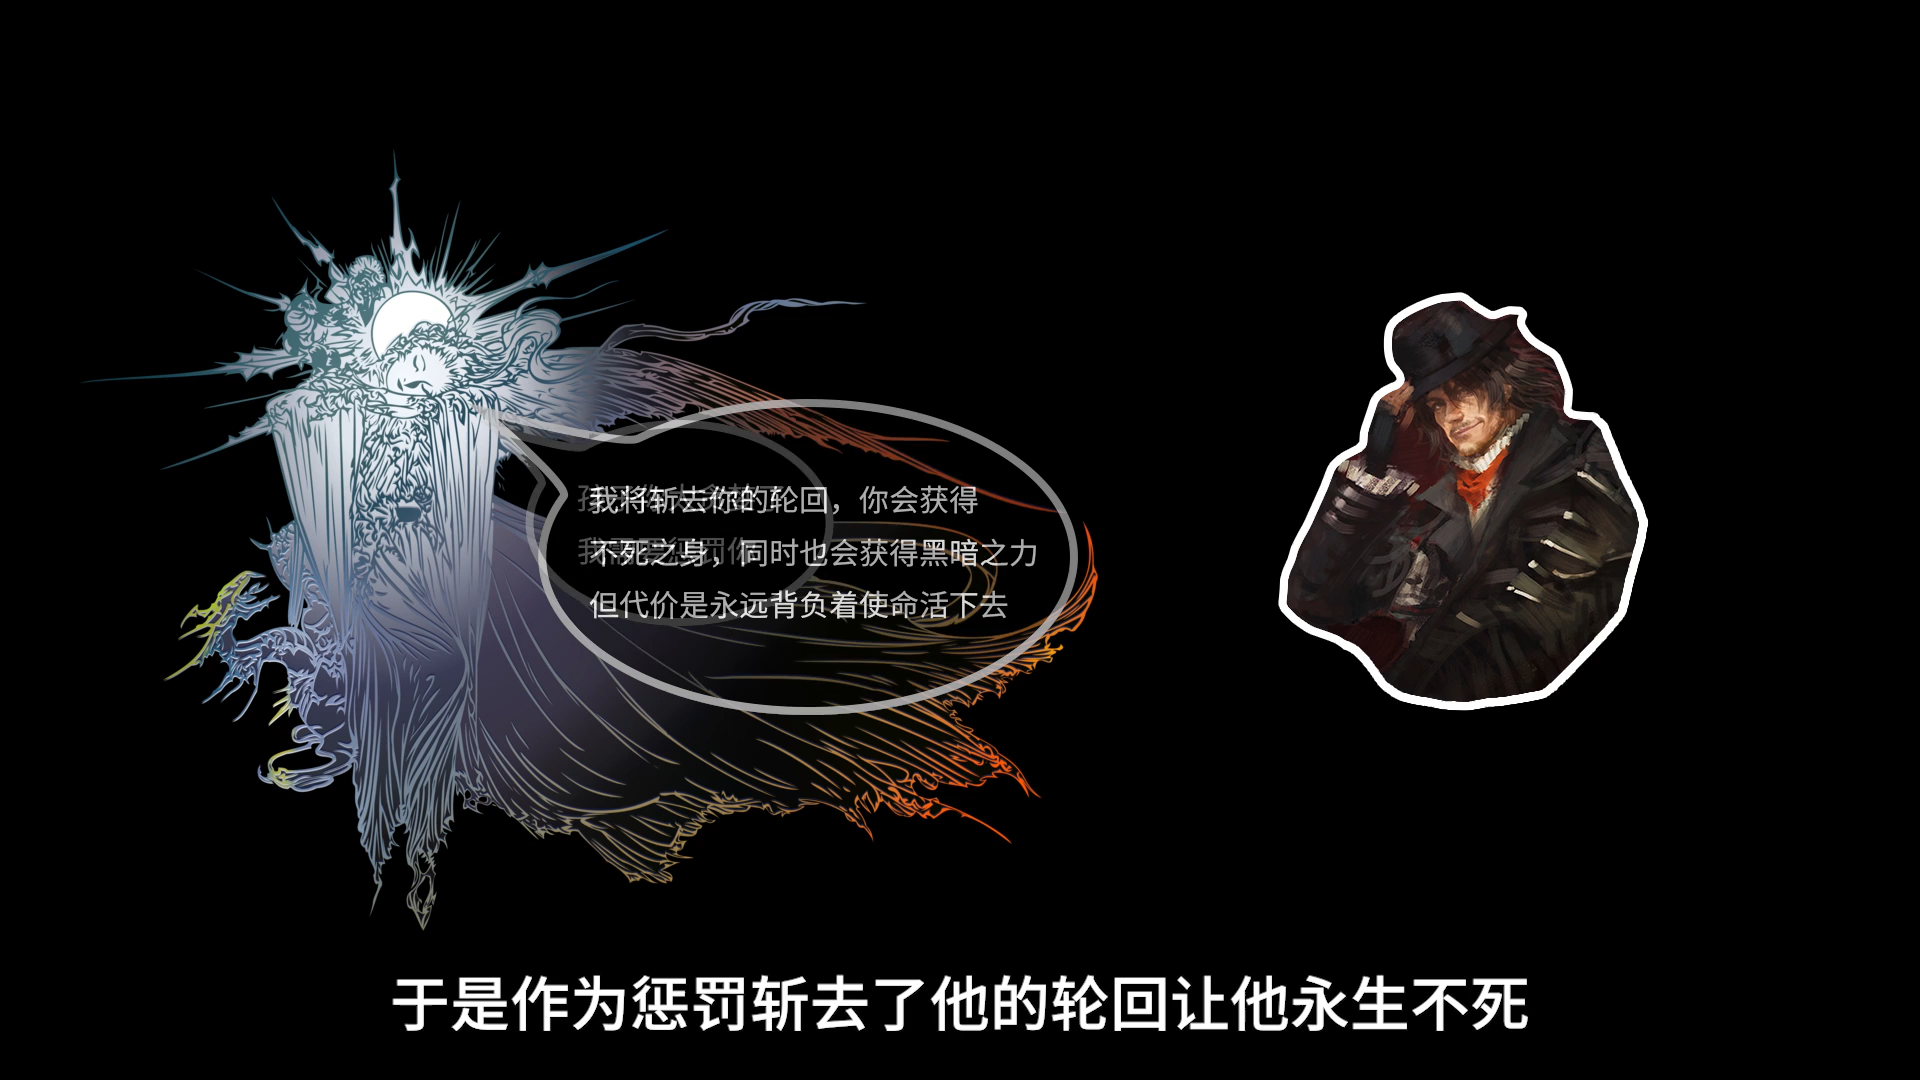 我将斩去你的轮回，你会获得
不死之身，同时也会获得黑暗之力
但代价是永远背负着使命活下去
于是作为惩罚斩去了他的轮回让他永生不死